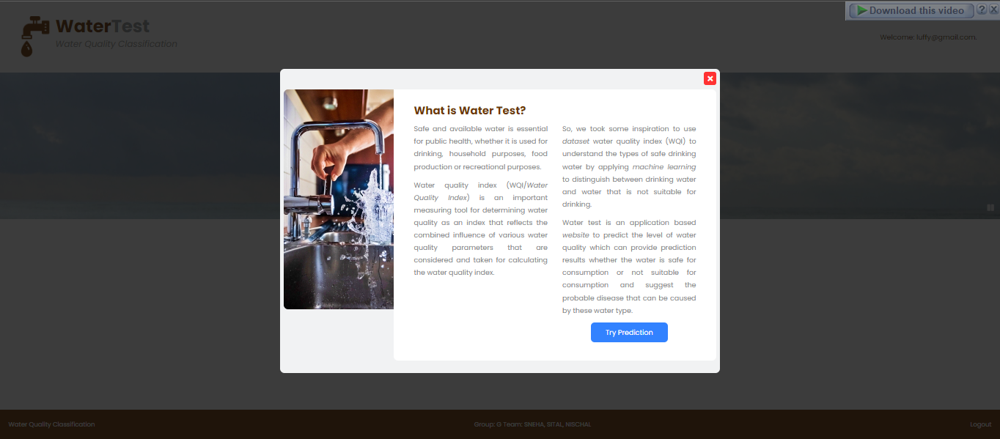 Download this video
WaterTest
Water Quality Classification
Welcome: luffy@gmail.com.
What is Water Test?
Safe and available water is essential
for public health, whether it is used for
drinking, household purposes, food
production or recreational purposes.
Water quality index (WQI/Water
Quality Index) is an important
measuring tool for determining water
quality as an index that reflects the
combined influence of various water
quality parameters that are
considered and taken for calculating
the water quality index.
So, we took some inspiration to use
dataset water quality index (WQI) to
understand the types of safe drinking
water by applying machine learning
to distinguish between drinking water
and water that is not suitable for
drinking.
Water test is an application based
website to predict the level of water
quality which can provide prediction
results whether the water is safe for
consumption or not suitable for
consumption and suggest the
probable disease that can be caused
by these water type.
Try Prediction
Water Quality Classification
Group: G Team: SNEHA, SITAL, NISCHAL
Logout